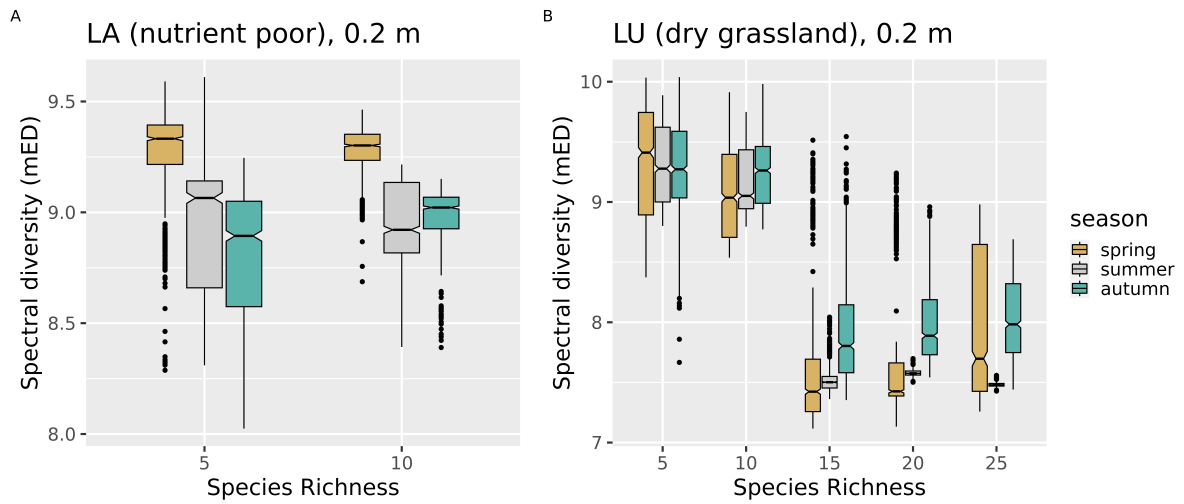 A
LA (nutrient poor), 0.2 m
Spectral diversity (mED)
9.5
9.0
8.5
8.0
5
10
Species Richness
B
LU (dry grassland), 0.2 m
Spectral diversity (mED)
10
9
8
7
5
10
15
20
25
Species Richness
season
spring
summer
autumn